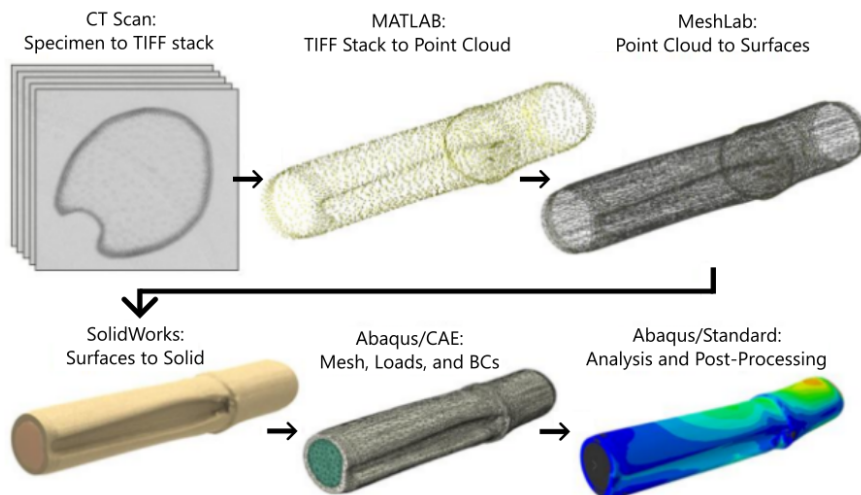 CT Scan:
Specimen to TIFF stack
MATLAB:
TIFF Stack to Point Cloud
MeshLab:
Point Cloud to Surfaces
SolidWorks:
Surfaces to Solid
Abaqus/CAE:
Mesh, Loads, and BCs
Abaqus/Standard:
Analysis and Post-Processing